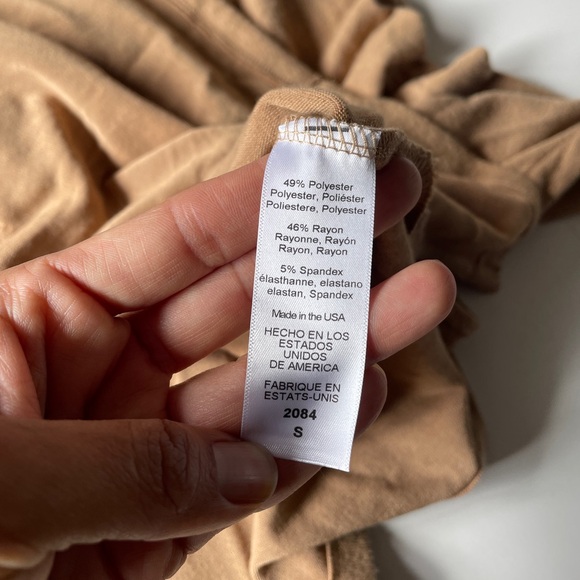 49% Polyester
Polyester, Poliéster
Poliestere, Polyester
46% Rayon
Rayonne, Rayón
Rayon, Rayon
5% Spandex
élasthanne, elastano
elastan, Spandex
Made in the USA
HECHO EN LOS
ESTADOS
UNIDOS
DE AMERICA
FABRIQUE EN
ESTATS-UNIS
2084
S